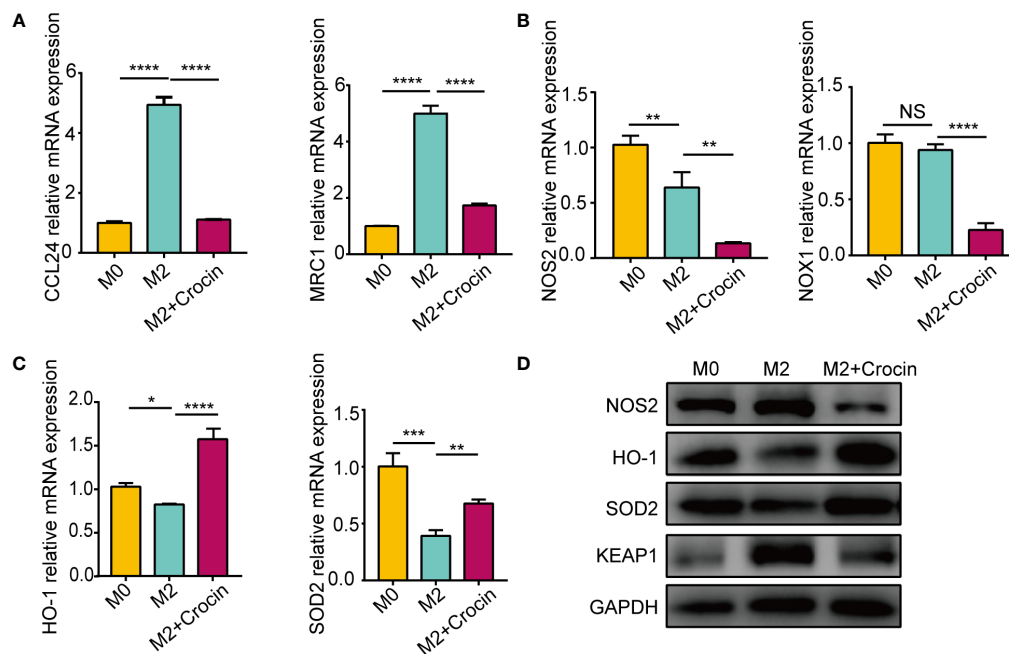 A
CCL24 relative mRNA expression
6
4
2
0
****
****
M0
M2
M2+Crocin
MRC1 relative mRNA expression
6
4
2
0
****
****
M0
M2
M2+Crocin
B
NOS2 relative mRNA expression
1.5
1.0
0.5
0.0
**
**
M0
M2
M2+Crocin
NOX1 relative mRNA expression
1.5
1.0
0.5
0.0
NS
****
M0
M2
M2+Crocin
C
HO-1 relative mRNA expression
2.0
1.5
1.0
0.5
0.0
*
****
M0
M2
M2+Crocin
SOD2 relative mRNA expression
1.5
1.0
0.5
0.0
***
**
M0
M2
M2+Crocin
D
M0 M2 M2+Crocin
NOS2
HO-1
SOD2
KEAP1
GAPDH